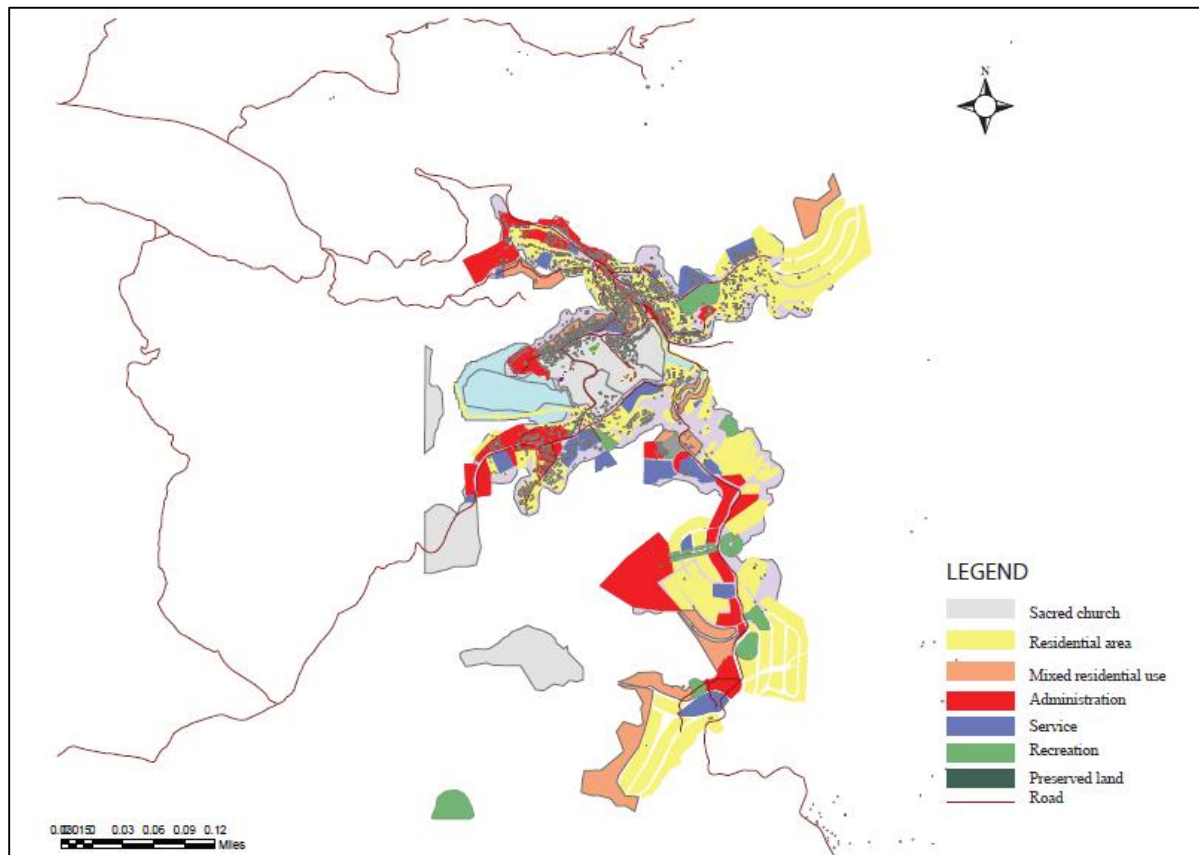 N
LEGEND
Sacred church
Residential area
Mixed residential use
Administration
Service
Recreation
Preserved land
Road
0.03 0.06 0.09 0.12
Miles